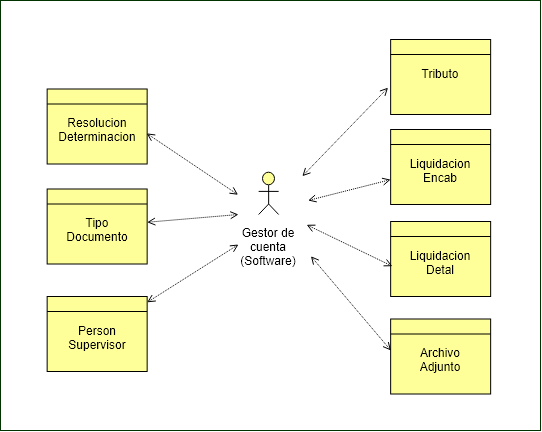 Resolucion
Determinacion
Tipo
Documento
Person
Supervisor
Gestor de
cuenta
(Software)
Tributo
Liquidacion
Encab
Liquidacion
Detal
Archivo
Adjunto